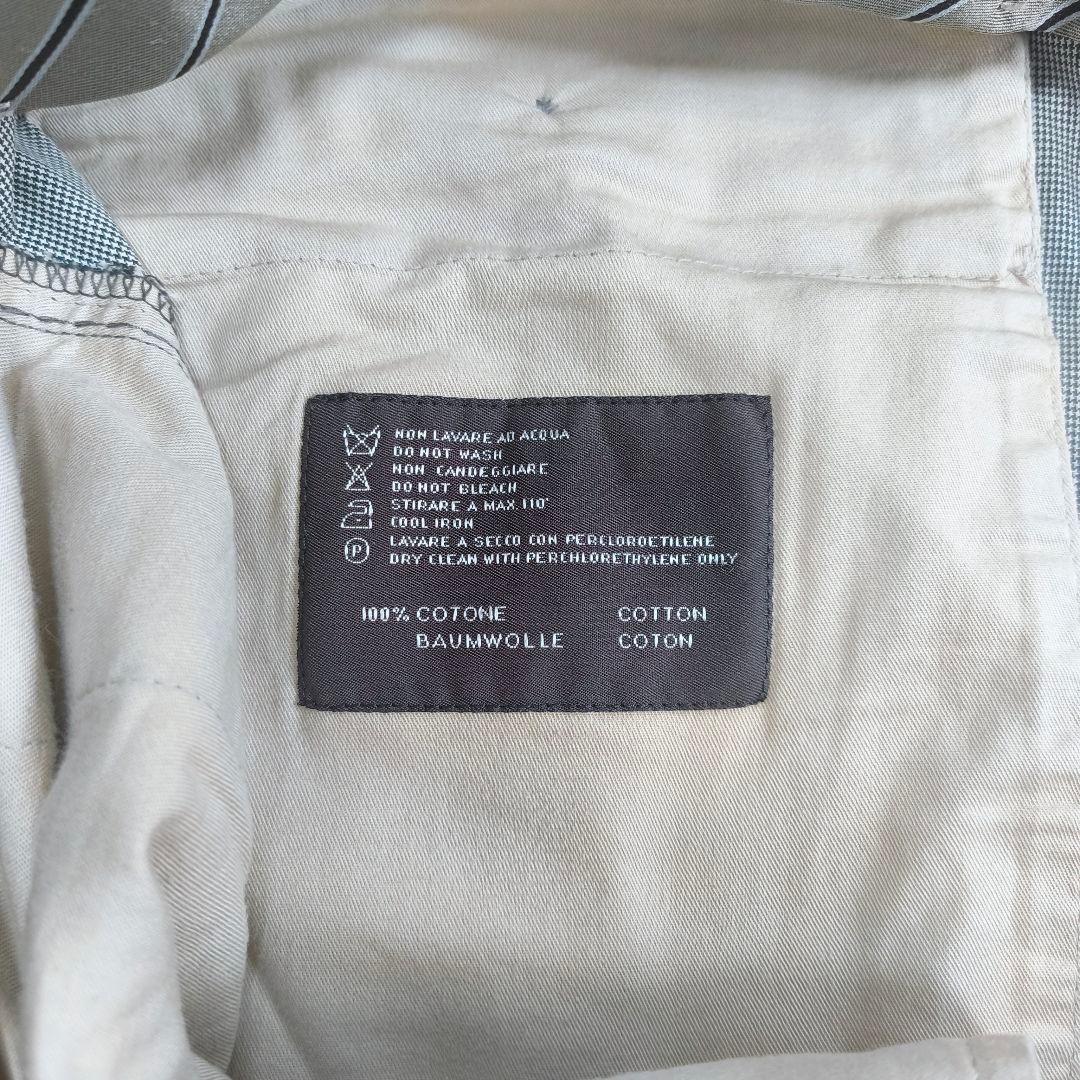 NON LAVARE AD ACQUA
DO NOT WASH
NON CANDEGGIARE
DO NOT BLEACH
STIRARE A MAX. 110°
COOL IRON
P
LAVARE A SECCO CON PERCLOROETILENE
DRY CLEAN WITH PERCHLORETHYLENE ONLY
100% COTONE COTTON
BAUMWOLLE COTON